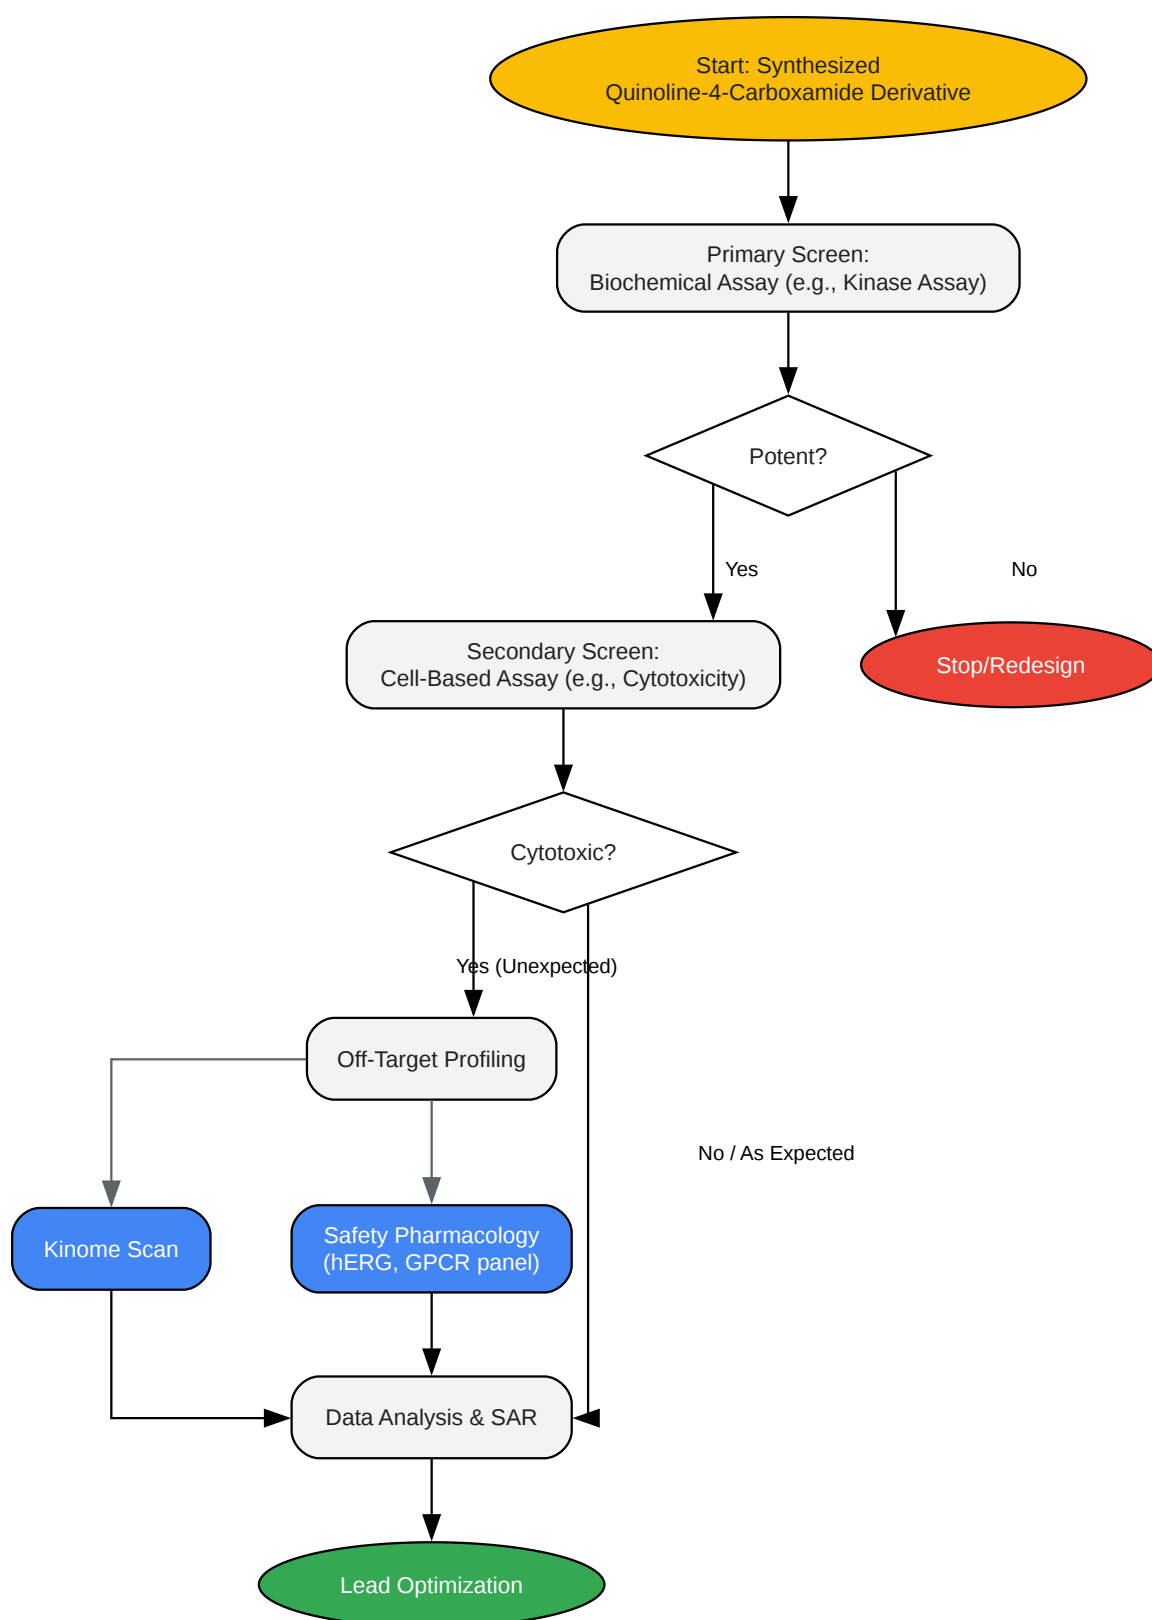 Start: Synthesized
Quinoline-4-Carboxamide Derivative
Primary Screen:
Biochemical Assay (e.g., Kinase Assay)
Potent?
Yes
No
Secondary Screen:
Cell-Based Assay (e.g., Cytotoxicity)
Stop/Redesign
Cytotoxic?
Yes (Unexpected)
Off-Target Profiling
No / As Expected
Kinome Scan
Safety Pharmacology
(hERG, GPCR panel)
Data Analysis & SAR
Lead Optimization